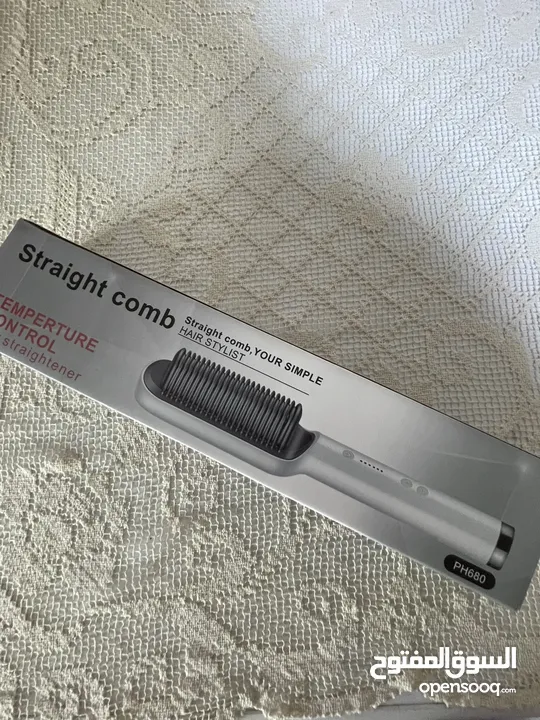 Straight comb
TEMPERTURE
CONTROL
straightener
Straight comb,YOUR SIMPLE
HAIR STYLIST
PH680
السوق المفتوح
opensooq.com